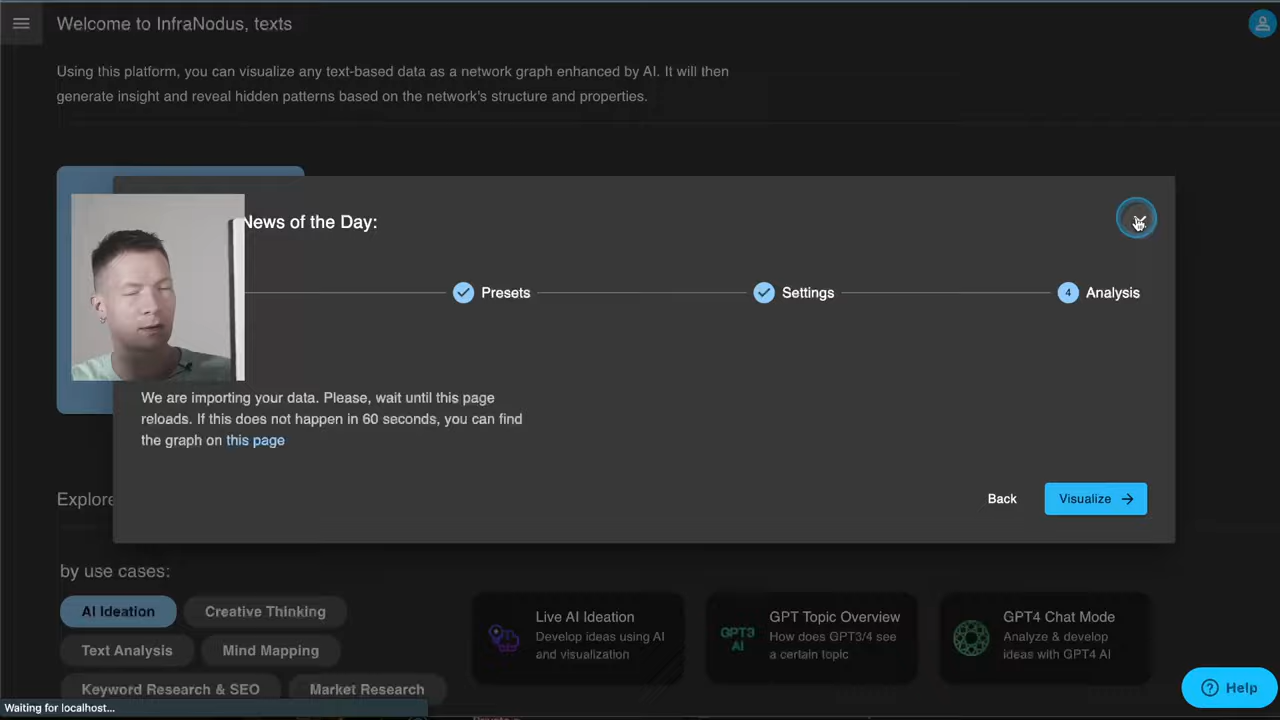 Welcome to InfraNodus, texts
Using this platform, you can visualize any text-based data as a network graph enhanced by AI. It will then
generate insight and reveal hidden patterns based on the network's structure and properties.
News of the Day:
Presets
Settings
4 Analysis
We are importing your data. Please, wait until this page
reloads. If this does not happen in 60 seconds, you can find
the graph on this page
Back
Visualize
Explore
by use cases:
AI Ideation
Creative Thinking
Text Analysis
Mind Mapping
Keyword Research & SEO
Market Research
Live AI Ideation
Develop ideas using AI
and visualization
GPT3
AI
GPT Topic Overview
How does GPT3/4 see
a certain topic
GPT4 Chat Mode
Analyze & develop
ideas with GPT4 AI
Help
Waiting for localhost...